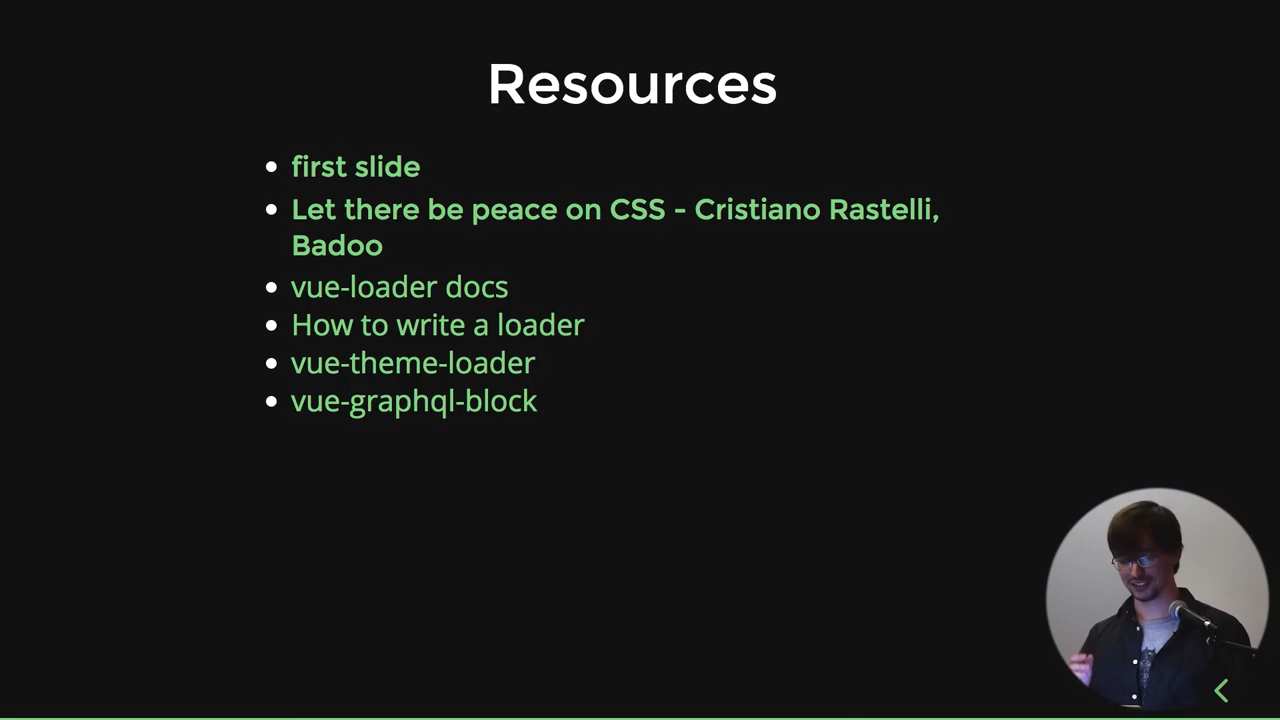 Resources
first slide
Let there be peace on CSS - Cristiano Rastelli,
Badoo
vue-loader docs
How to write a loader
vue-theme-loader
vue-graphql-block